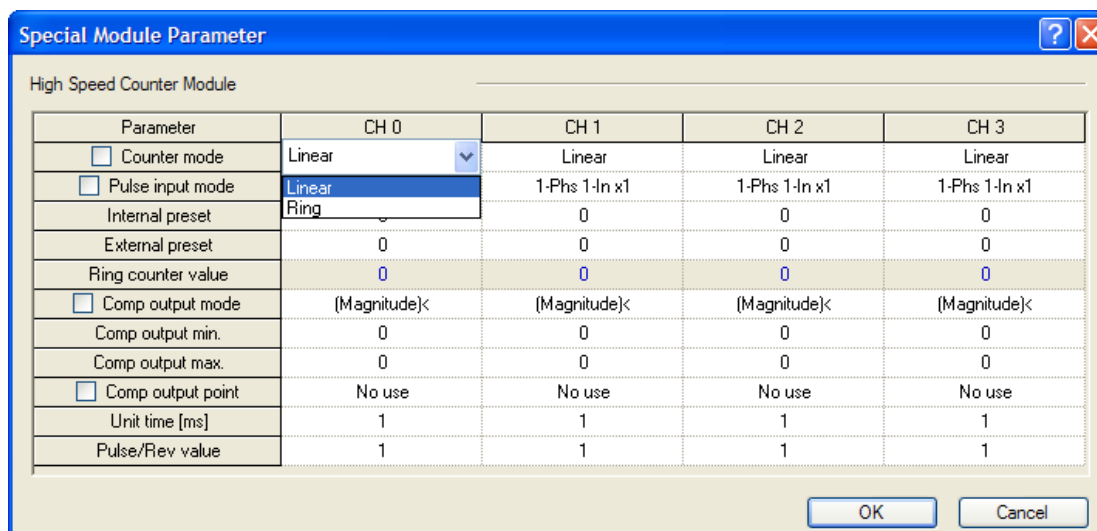 Special Module Parameter
High Speed Counter Module
Parameter CH 0 CH 1 CH 2 CH 3
Counter mode Linear Linear Linear Linear
Pulse input mode Linear 1-Phs 1-In x1 1-Phs 1-In x1 1-Phs 1-In x1
Ring
Internal preset 0 0 0
External preset 0 0 0 0
Ring counter value 0 0 0 0
Comp output mode (Magnitude)< (Magnitude)< (Magnitude)< (Magnitude)<
Comp output min. 0 0 0 0
Comp output max. 0 0 0 0
Comp output point No use No use No use No use
Unit time [ms] 1 1 1 1
Pulse/Rev value 1 1 1 1
OK Cancel